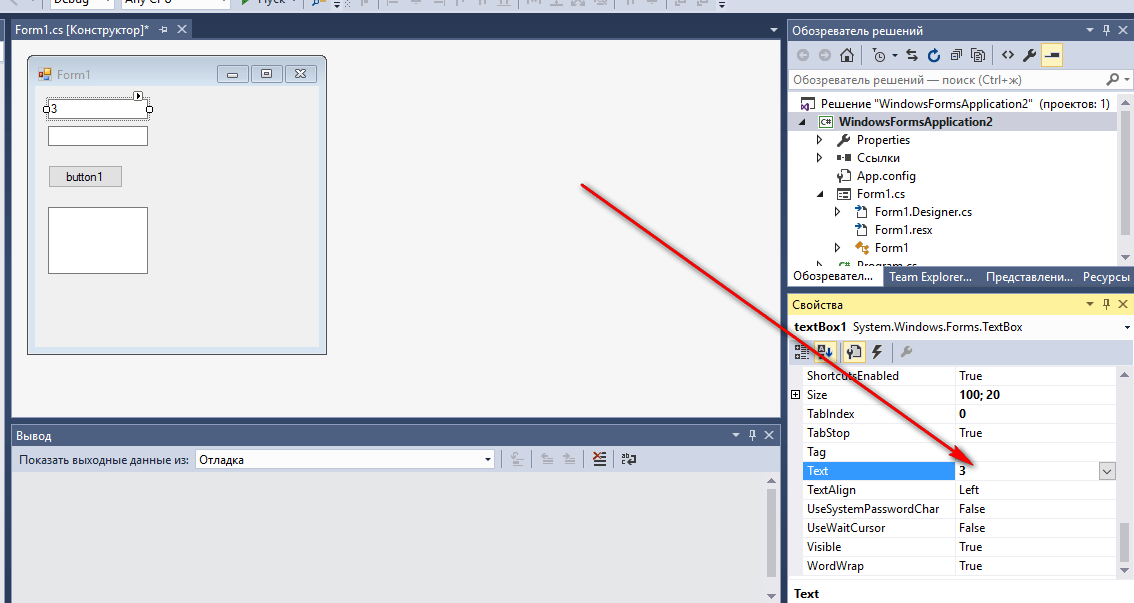 Debug
Any CPU
Пуск
Form1.cs [Конструктор]*
Form1
3
button1
Вывод
Показать выходные данные из:
Отладка
Обозреватель решений
Обозреватель решений — поиск (Ctrl+ж)
Решение "WindowsFormsApplication2" (проектов: 1)
C# WindowsFormsApplication2
Properties
Ссылки
App.config
Form1.cs
Form1.Designer.cs
Form1.resx
Form1
C# Program.cs
Обозревател... Team Explorer... Представлени... Ресурсы
Свойства
textBox1 System.Windows.Forms.TextBox
ShortcutsEnabled True
Size 100; 20
TabIndex 0
TabStop True
Tag
Text 3
TextAlign Left
UseSystemPasswordChar False
UseWaitCursor False
Visible True
WordWrap True
Text